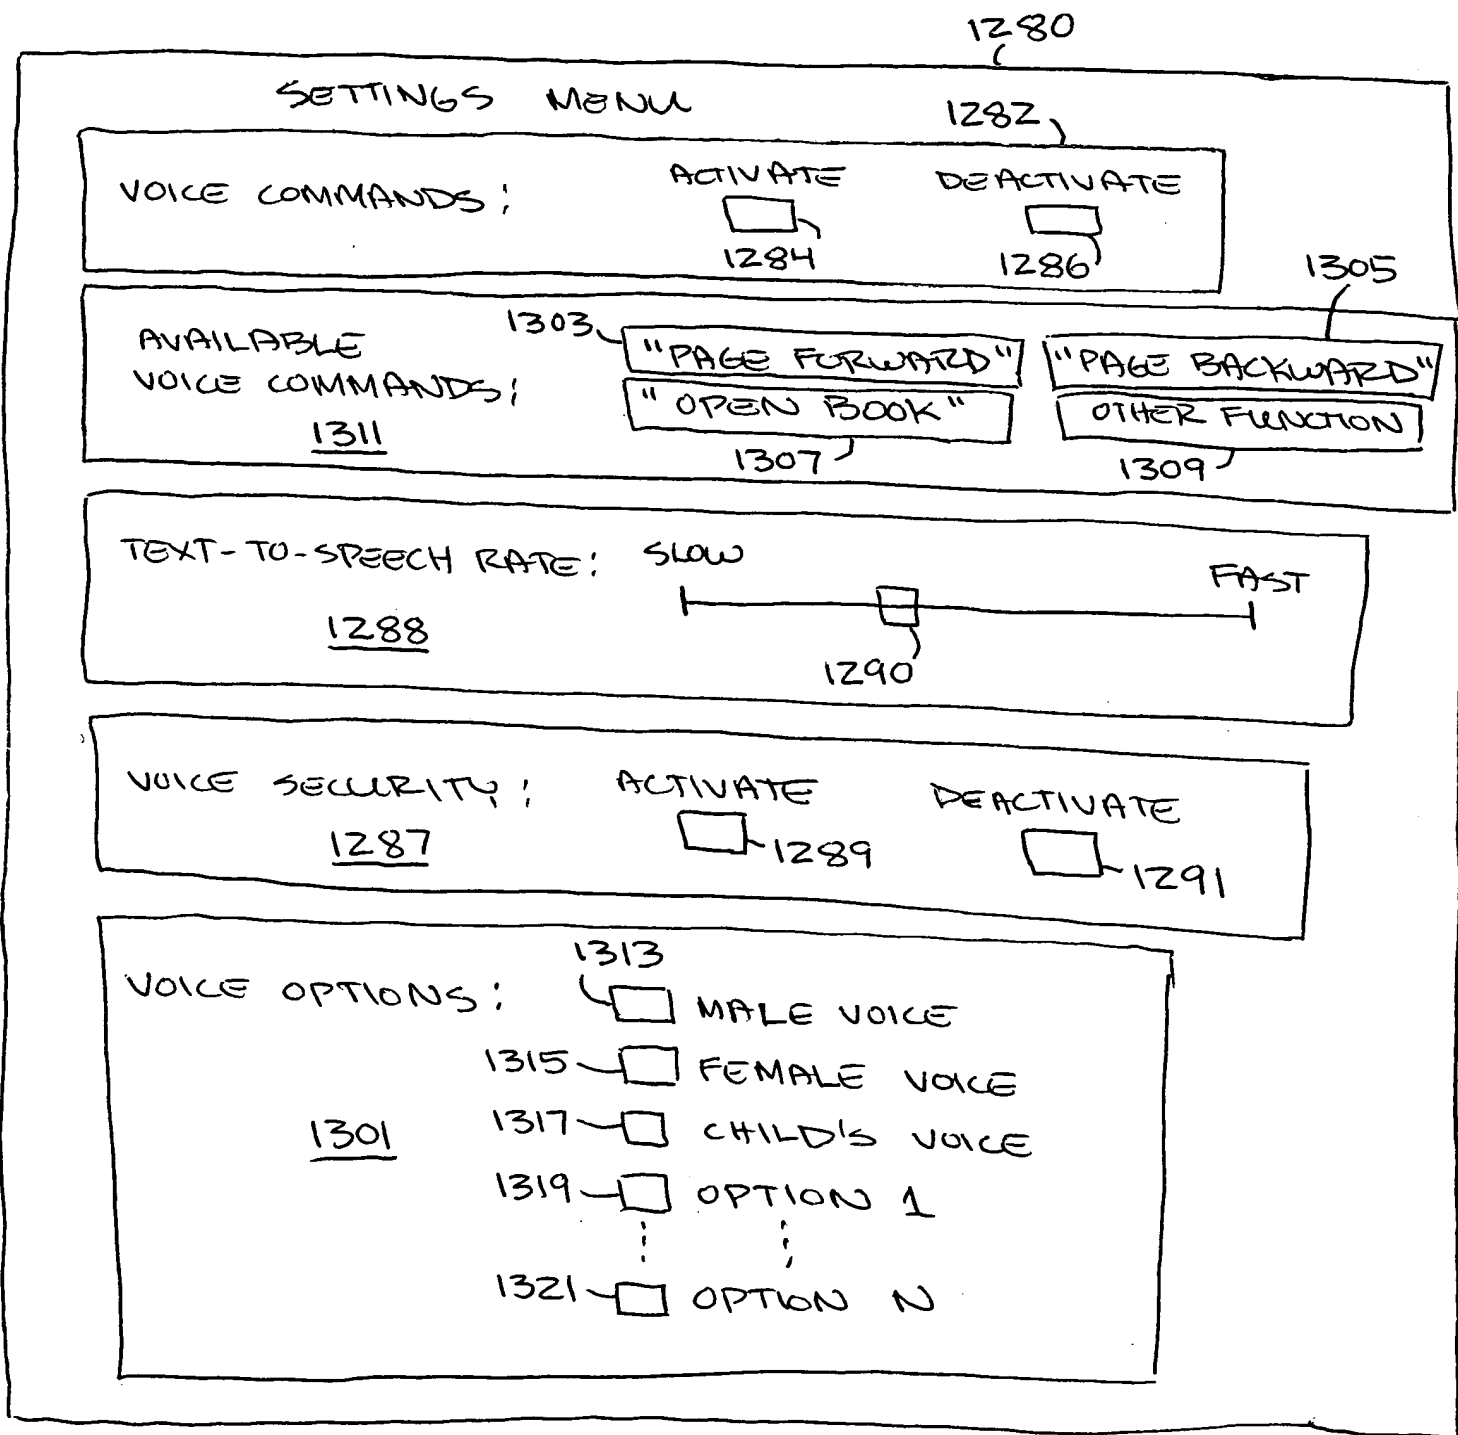 1280
SETTINGS MENU
1282
VOICE COMMANDS: ACTIVATE DEACTIVATE
1284 1286
1305
AVAILABLE VOICE COMMANDS:
1311
1303 "PAGE FORWARD" "PAGE BACKWARD"
"OPEN BOOK" OTHER FUNCTION
1307 1309
TEXT-TO-SPEECH RATE: SLOW FAST
1288
1290
VOICE SECURITY: ACTIVATE DEACTIVATE
1287 1289 1291
1313
VOICE OPTIONS: MALE VOICE
1315 FEMALE VOICE
1301 1317 CHILD'S VOICE
1319 OPTION 1
1321 OPTION N